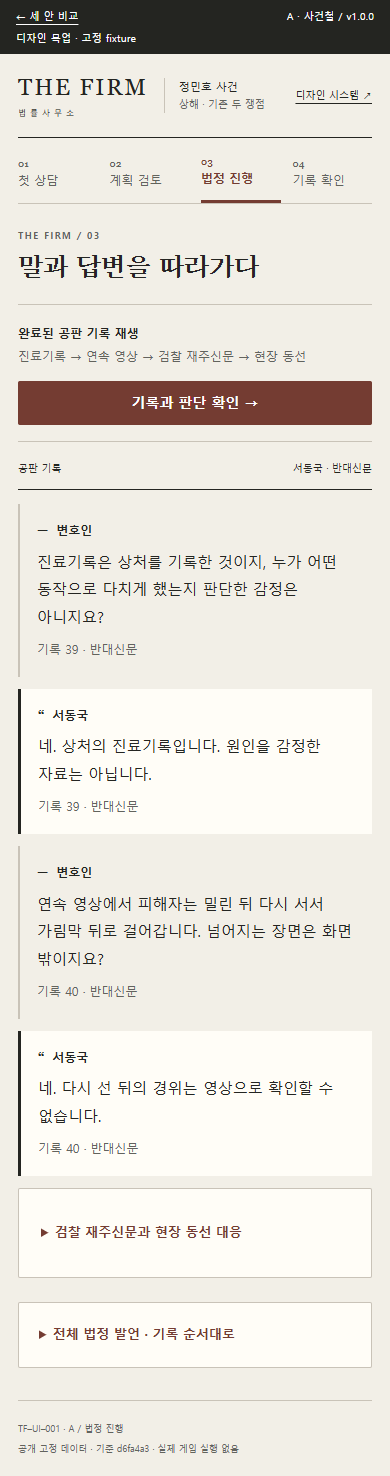 ← 세 안 비교
A · 사건철 / v1.0.0
디자인 목업 · 고정 fixture
THE FIRM
법률사무소
정민호 사건
상해 · 기존 두 쟁점
디자인 시스템 ↗
01
첫 상담
02
계획 검토
03
법정 진행
04
기록 확인
THE FIRM / 03
말과 답변을 따라가다
완료된 공판 기록 재생
진료기록 → 연속 영상 → 검찰 재주신문 → 현장 동선
기록과 판단 확인 →
공판 기록
서동국 · 반대신문
— 변호인
진료기록은 상처를 기록한 것이지, 누가 어떤
동작으로 다치게 했는지 판단한 감정은
아니지요?
기록 39 · 반대신문
“ 서동국
네. 상처의 진료기록입니다. 원인을 감정한
자료는 아닙니다.
기록 39 · 반대신문
— 변호인
연속 영상에서 피해자는 밀린 뒤 다시 서서
가림막 뒤로 걸어갑니다. 넘어지는 장면은 화면
밖이지요?
기록 40 · 반대신문
“ 서동국
네. 다시 선 뒤의 경위는 영상으로 확인할 수
없습니다.
기록 40 · 반대신문
▶ 검찰 재주신문과 현장 동선 대응
▶ 전체 법정 발언 · 기록 순서대로
TF-UI-001 · A / 법정 진행
공개 고정 데이터 · 기준 d6fa4a3 · 실제 게임 실행 없음